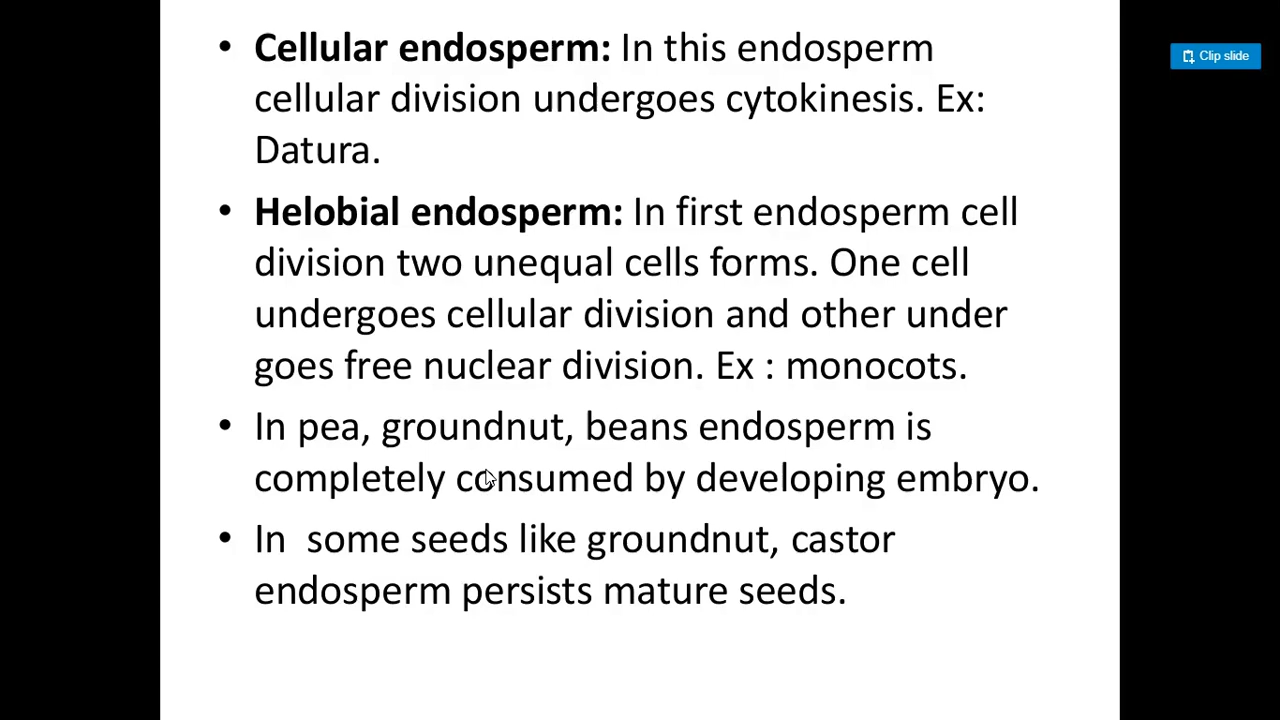 • Cellular endosperm: In this endosperm
cellular division undergoes cytokinesis. Ex:
Datura.
• Helobial endosperm: In first endosperm cell
division two unequal cells forms. One cell
undergoes cellular division and other under
goes free nuclear division. Ex : monocots.
• In pea, groundnut, beans endosperm is
completely consumed by developing embryo.
• In  some seeds like groundnut, castor
endosperm persists mature seeds.
Clip slide